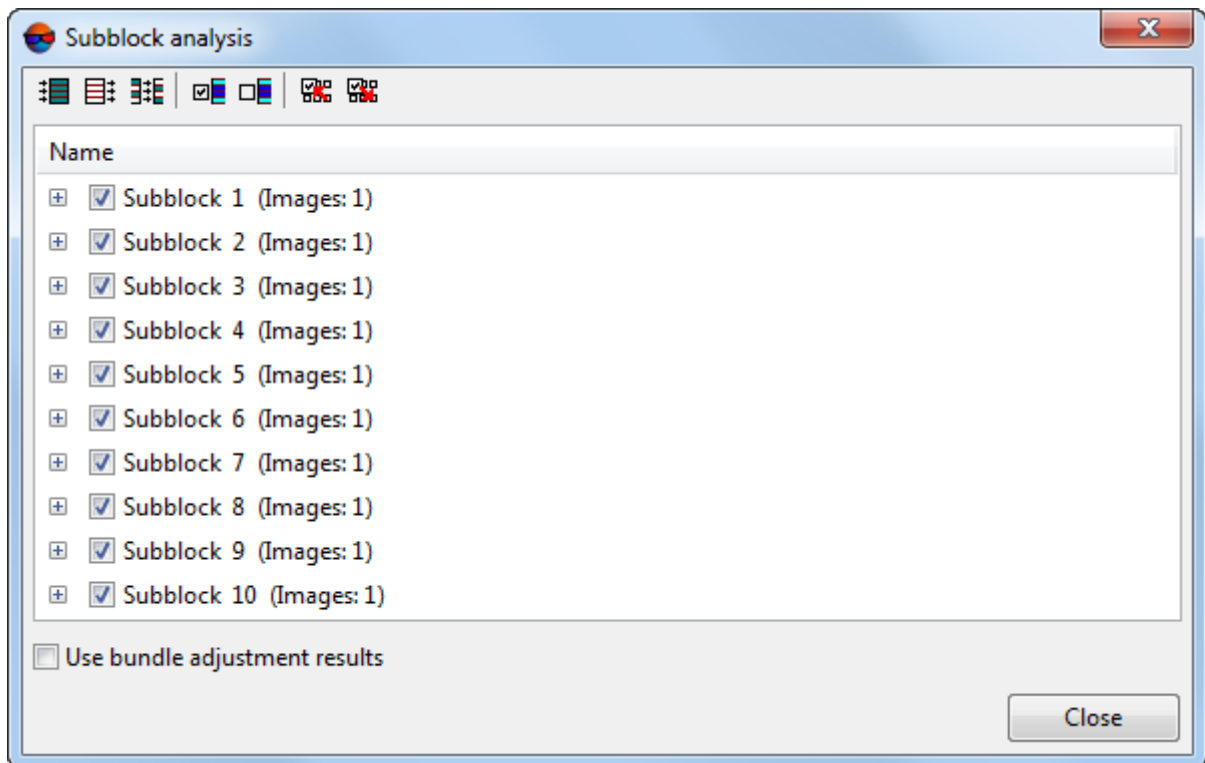 Subblock analysis
Name
Subblock 1 (Images: 1)
Subblock 2 (Images: 1)
Subblock 3 (Images: 1)
Subblock 4 (Images: 1)
Subblock 5 (Images: 1)
Subblock 6 (Images: 1)
Subblock 7 (Images: 1)
Subblock 8 (Images: 1)
Subblock 9 (Images: 1)
Subblock 10 (Images: 1)
Use bundle adjustment results
Close